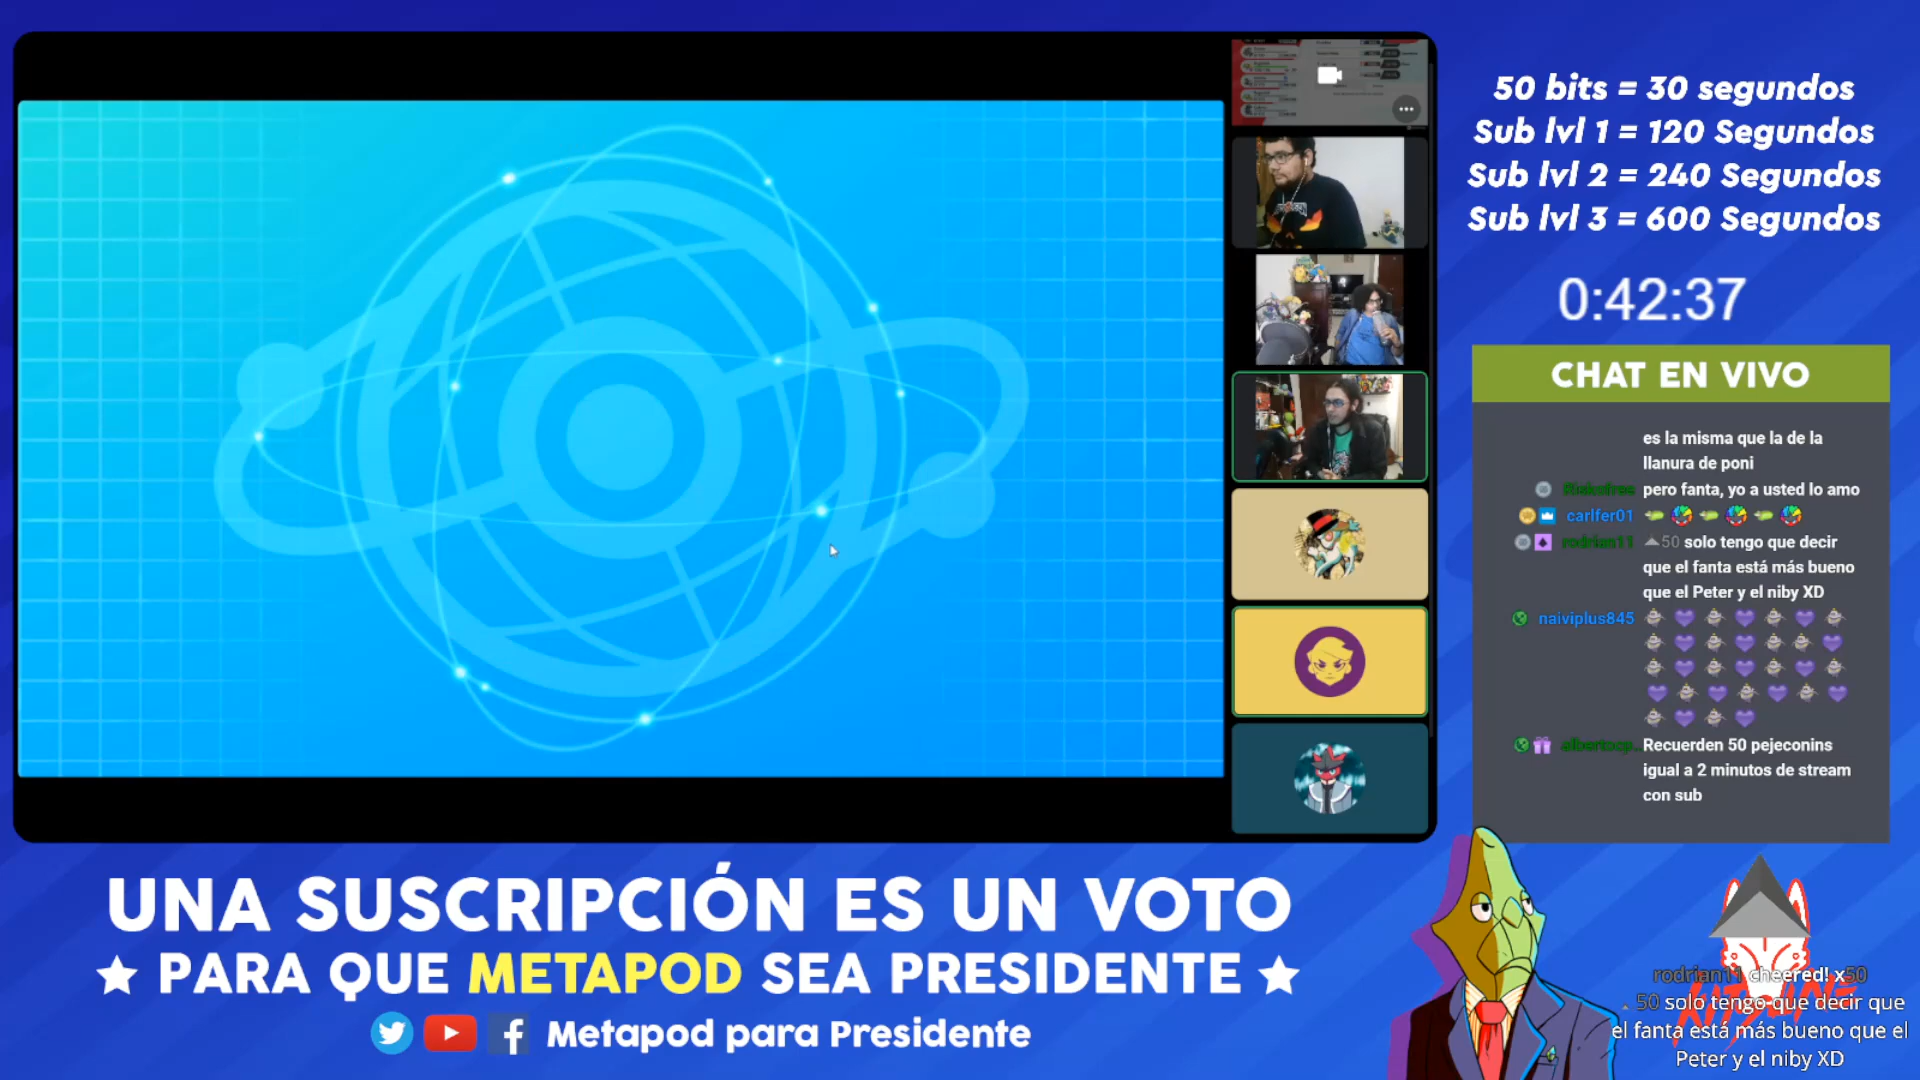 50 bits = 30 segundos
Sub lvl 1 = 120 Segundos
Sub lvl 2 = 240 Segundos
Sub lvl 3 = 600 Segundos
0:42:37
CHAT EN VIVO
es la misma que la de la
llanura de poni
Riskofree pero fanta, yo a usted lo amo
carlfer01
rodrian11 50 solo tengo que decir
que el fanta está más bueno
que el Peter y el niby XD
naiviplus845
albertocp... Recuerden 50 pejeconins
igual a 2 minutos de stream
con sub
UNA SUSCRIPCIÓN ES UN VOTO
PARA QUE METAPOD SEA PRESIDENTE
Metapod para Presidente
rodrian11 cheered! x50
50 solo tengo que decir que
el fanta está más bueno que el
Peter y el niby XD